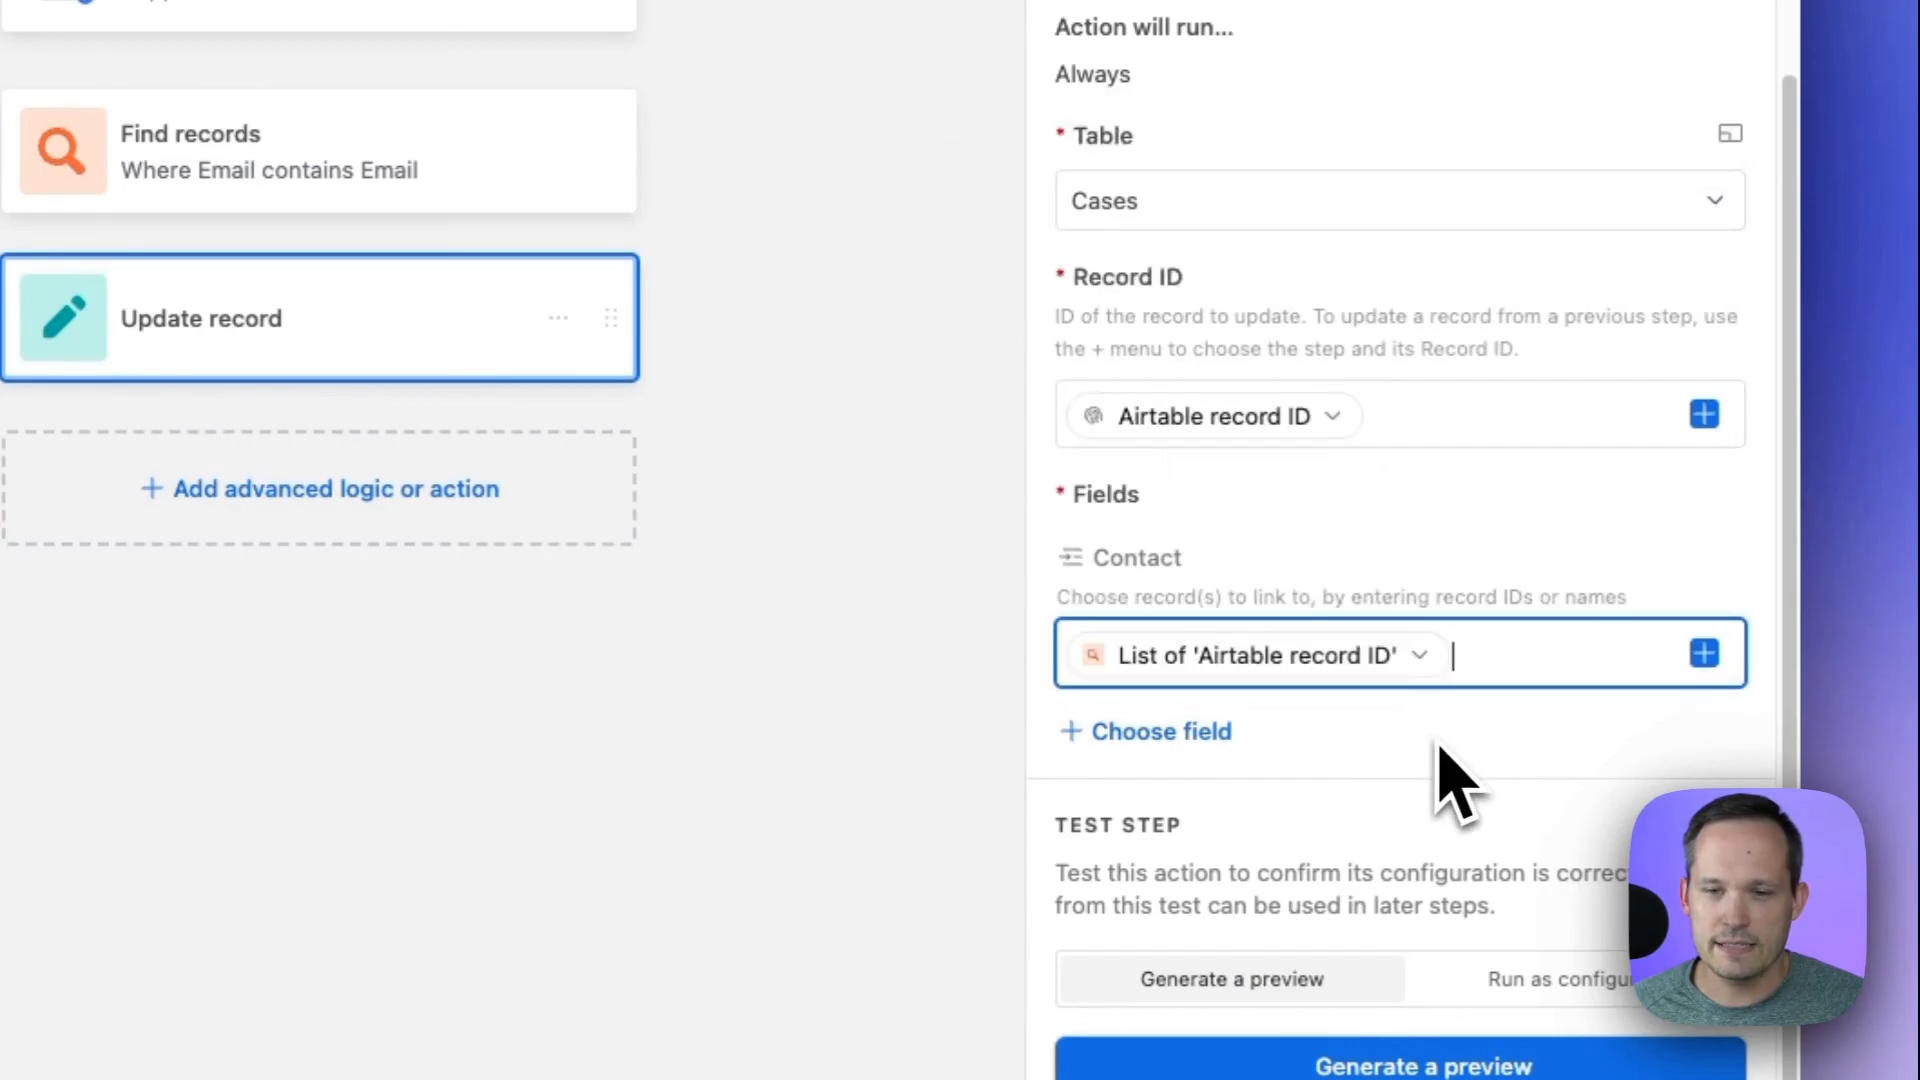 Find records
Where Email contains Email
Update record
+ Add advanced logic or action
Action will run...
Always
* Table
Cases
* Record ID
ID of the record to update. To update a record from a previous step, use
the + menu to choose the step and its Record ID.
Airtable record ID
* Fields
Contact
Choose record(s) to link to, by entering record IDs or names
List of 'Airtable record ID'
+ Choose field
TEST STEP
Test this action to confirm its configuration is correc
from this test can be used in later steps.
Generate a preview
Run as configu
Generate a preview